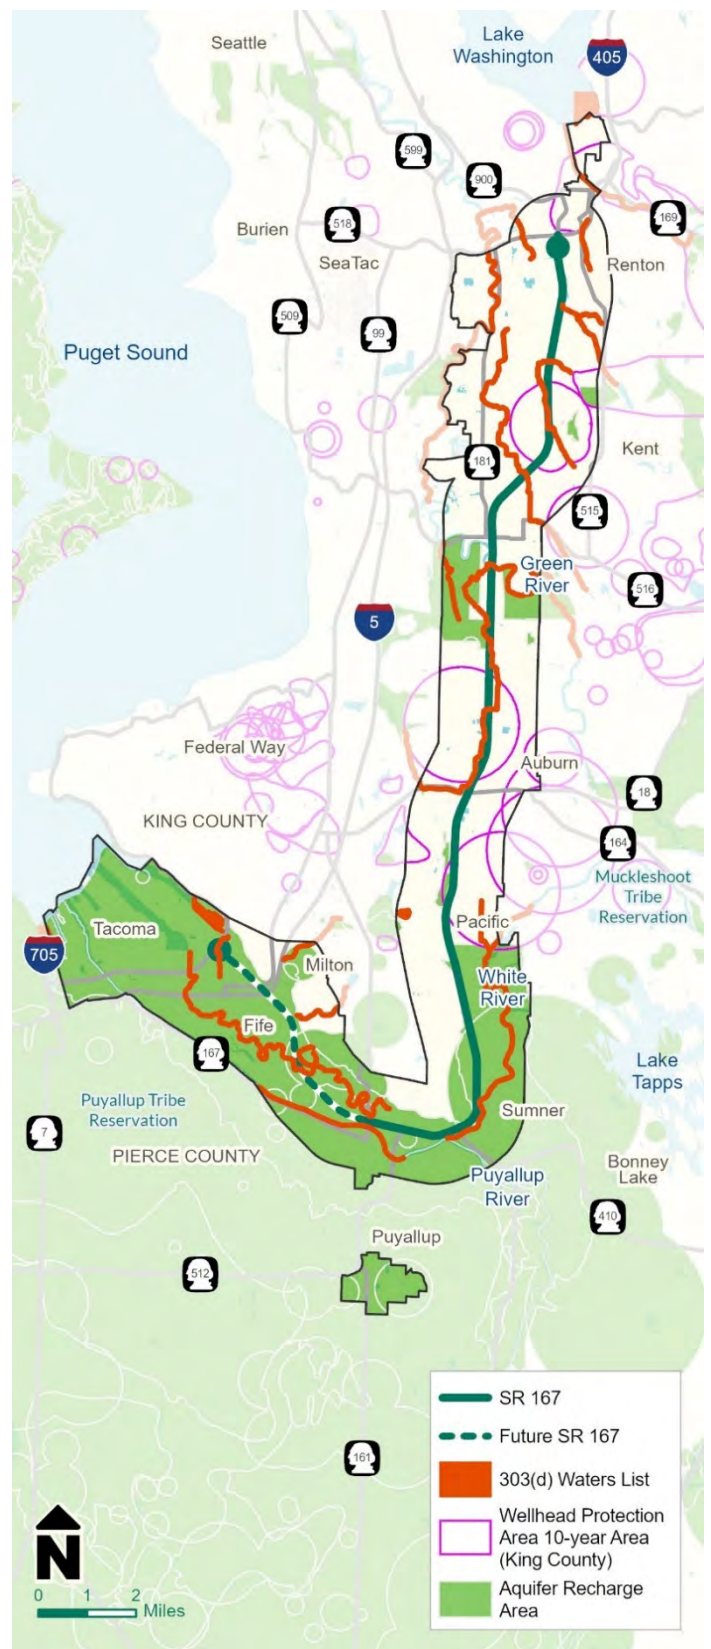 Seattle
Lake
Washington
405
599
900
Burien
518
SeaTac
169
Renton
509
99
Puget Sound
181
Kent
515
Green
River
516
5
Federal Way
Auburn
18
KING COUNTY
164
Muckleshoot
Tribe
Reservation
Tacoma
Pacific
705
Milton
White
River
Fife
167
Lake
Tapps
Puyallup Tribe
Reservation
Sumner
7
PIERCE COUNTY
Bonney
Lake
Puyallup
River
410
Puyallup
512
SR 167
Future SR 167
161
303(d) Waters List
Wellhead Protection
Area 10-year Area
(King County)
Aquifer Recharge
Area
N
0 1 2
Miles